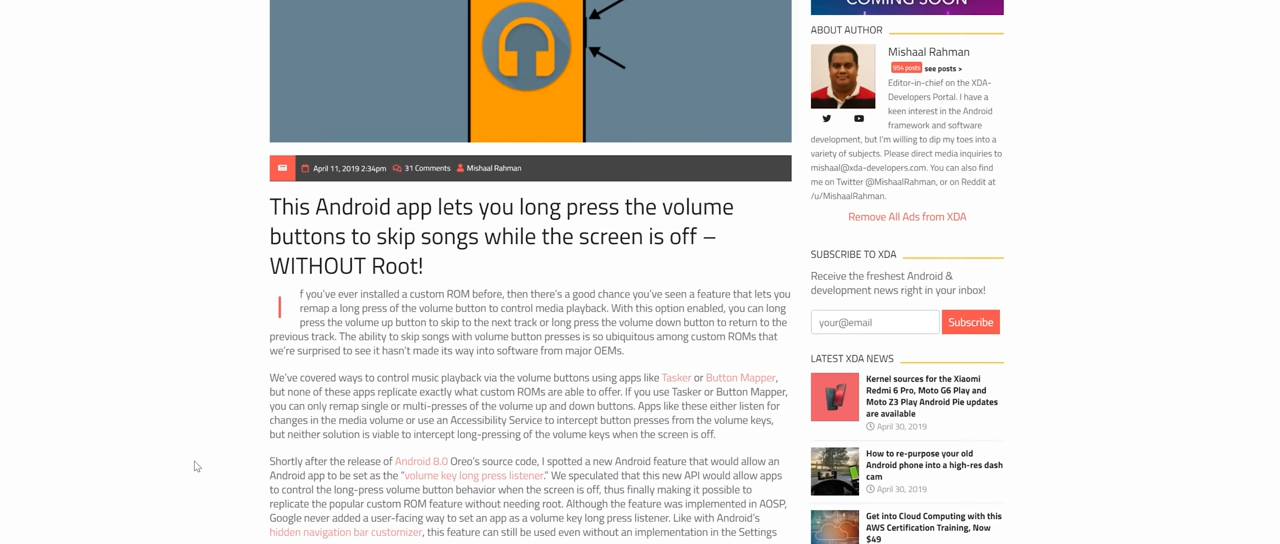 COMING SOON
April 11, 2019 2:34pm 31 Comments Mishaal Rahman
This Android app lets you long press the volume
buttons to skip songs while the screen is off –
WITHOUT Root!
If you've ever installed a custom ROM before, then there's a good chance you've seen a feature that lets you
remap a long press of the volume button to control media playback. With this option enabled, you can long
press the volume up button to skip to the next track or long press the volume down button to return to the
previous track. The ability to skip songs with volume button presses is so ubiquitous among custom ROMs that
we're surprised to see it hasn't made its way into software from major OEMs.
We've covered ways to control music playback via the volume buttons using apps like Tasker or Button Mapper,
but none of these apps replicate exactly what custom ROMs are able to offer. If you use Tasker or Button Mapper,
you can only remap single or multi-presses of the volume up and down buttons. Apps like these either listen for
changes in the media volume or use an Accessibility Service to intercept button presses from the volume keys,
but neither solution is viable to intercept long-pressing of the volume keys when the screen is off.
Shortly after the release of Android 8.0 Oreo's source code, I spotted a new Android feature that would allow an
Android app to be set as the "volume key long press listener." We speculated that this new API would allow apps
to control the long-press volume button behavior when the screen is off, thus finally making it possible to
replicate the popular custom ROM feature without needing root. Although the feature was implemented in AOSP,
Google never added a user-facing way to set an app as a volume key long press listener. Like with Android's
hidden navigation bar customizer, this feature can still be used even without an implementation in the Settings
ABOUT AUTHOR
Mishaal Rahman
994 posts see posts >
Editor-in-chief on the XDA-
Developers Portal. I have a
keen interest in the Android
framework and software
development, but I'm willing to dip my toes into a
variety of subjects. Please direct media inquiries to
mishaal@xda-developers.com. You can also find
me on Twitter @MishaalRahman, or on Reddit at
/u/MishaalRahman.
Remove All Ads from XDA
SUBSCRIBE TO XDA
Receive the freshest Android &
development news right in your inbox!
your@email Subscribe
LATEST XDA NEWS
Kernel sources for the Xiaomi
Redmi 6 Pro, Moto G6 Play and
Moto Z3 Play Android Pie updates
are available
April 30, 2019
How to re-purpose your old
Android phone into a high-res dash
cam
April 30, 2019
Get into Cloud Computing with this
AWS Certification Training, Now
$49